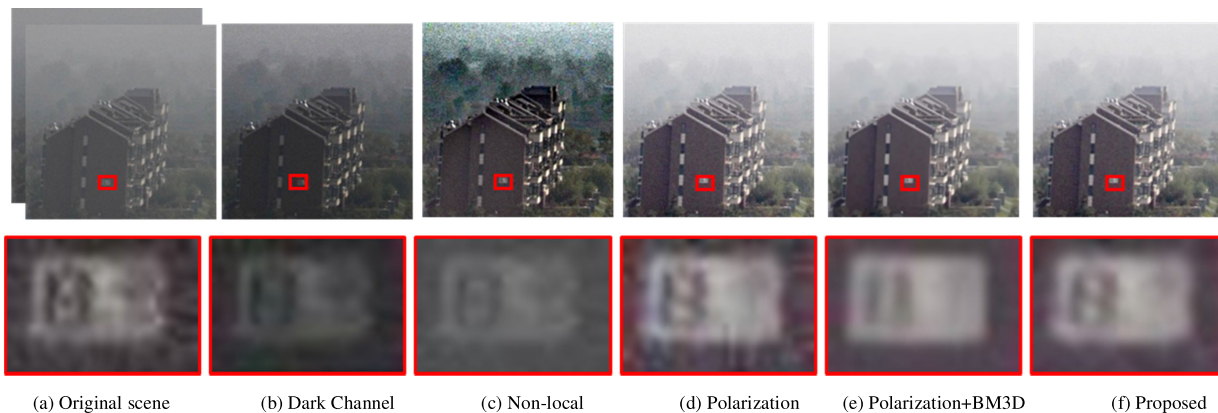 (a) Original scene
(b) Dark Channel
(c) Non-local
(d) Polarization
(e) Polarization+BM3D
(f) Proposed